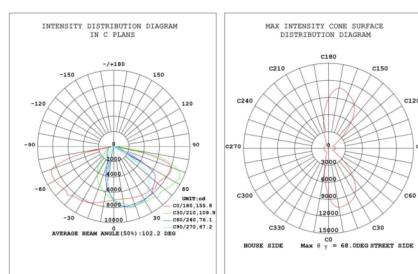 INTENSITY DISTRIBUTION DIAGRAM
IN C PLANS
-/+180
-150
150
-120
120
-90
90
-60
60
-30
30
0
2000
4000
6000
8000
10000
UNIT:cd
C0/180,155.8
C30/210,109.8
C60/240,76.1
C90/270,67.2
AVERAGE BEAM ANGLE(50%):102.2 DEG
MAX INTENSITY CONE SURFACE
DISTRIBUTION DIAGRAM
C180
C210
C150
C240
C120
C270
C300
C60
C330
C30
C0
0
3000
6000
9000
12000
15000
HOUSE SIDE
Max θ γ = 68.0DEG
STREET SIDE